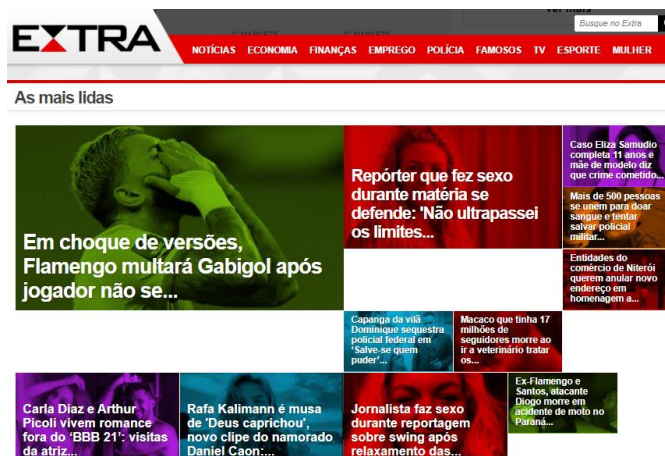 Ver mais
Busque no Extra
EXTRA
NOTÍCIAS ECONOMIA FINANÇAS EMPREGO POLÍCIA FAMOSOS TV ESPORTE MULHER
As mais lidas
Em choque de versões,
Flamengo multará Gabigol após
jogador não se...
Repórter que fez sexo
durante matéria se
defende: 'Não ultrapassei
os limites...
Caso Eliza Samudio
completa 11 anos e
mãe de modelo diz
que crime cometido...
Mais de 500 pessoas
se unem para doar
sangue e tentar
salvar policial
militar...
Entidades do
comércio de Niterói
querem anular novo
endereço em
homenagem a...
Capanga da vilã
Dominique sequestra
policial federal em
'Salve-se quem
puder'...
Macaco que tinha 17
milhões de
seguidores morre ao
ir a veterinário tratar
os...
Carla Diaz e Arthur
Picoli vivem romance
fora do 'BBB 21': visitas
da atriz...
Rafa Kalimann é musa
de 'Deus caprichou',
novo clipe do namorado
Daniel Caon:...
Jornalista faz sexo
durante reportagem
sobre swing após
relaxamento das...
Ex-Flamengo e
Santos, atacante
Diogo morre em
acidente de moto no
Paraná...